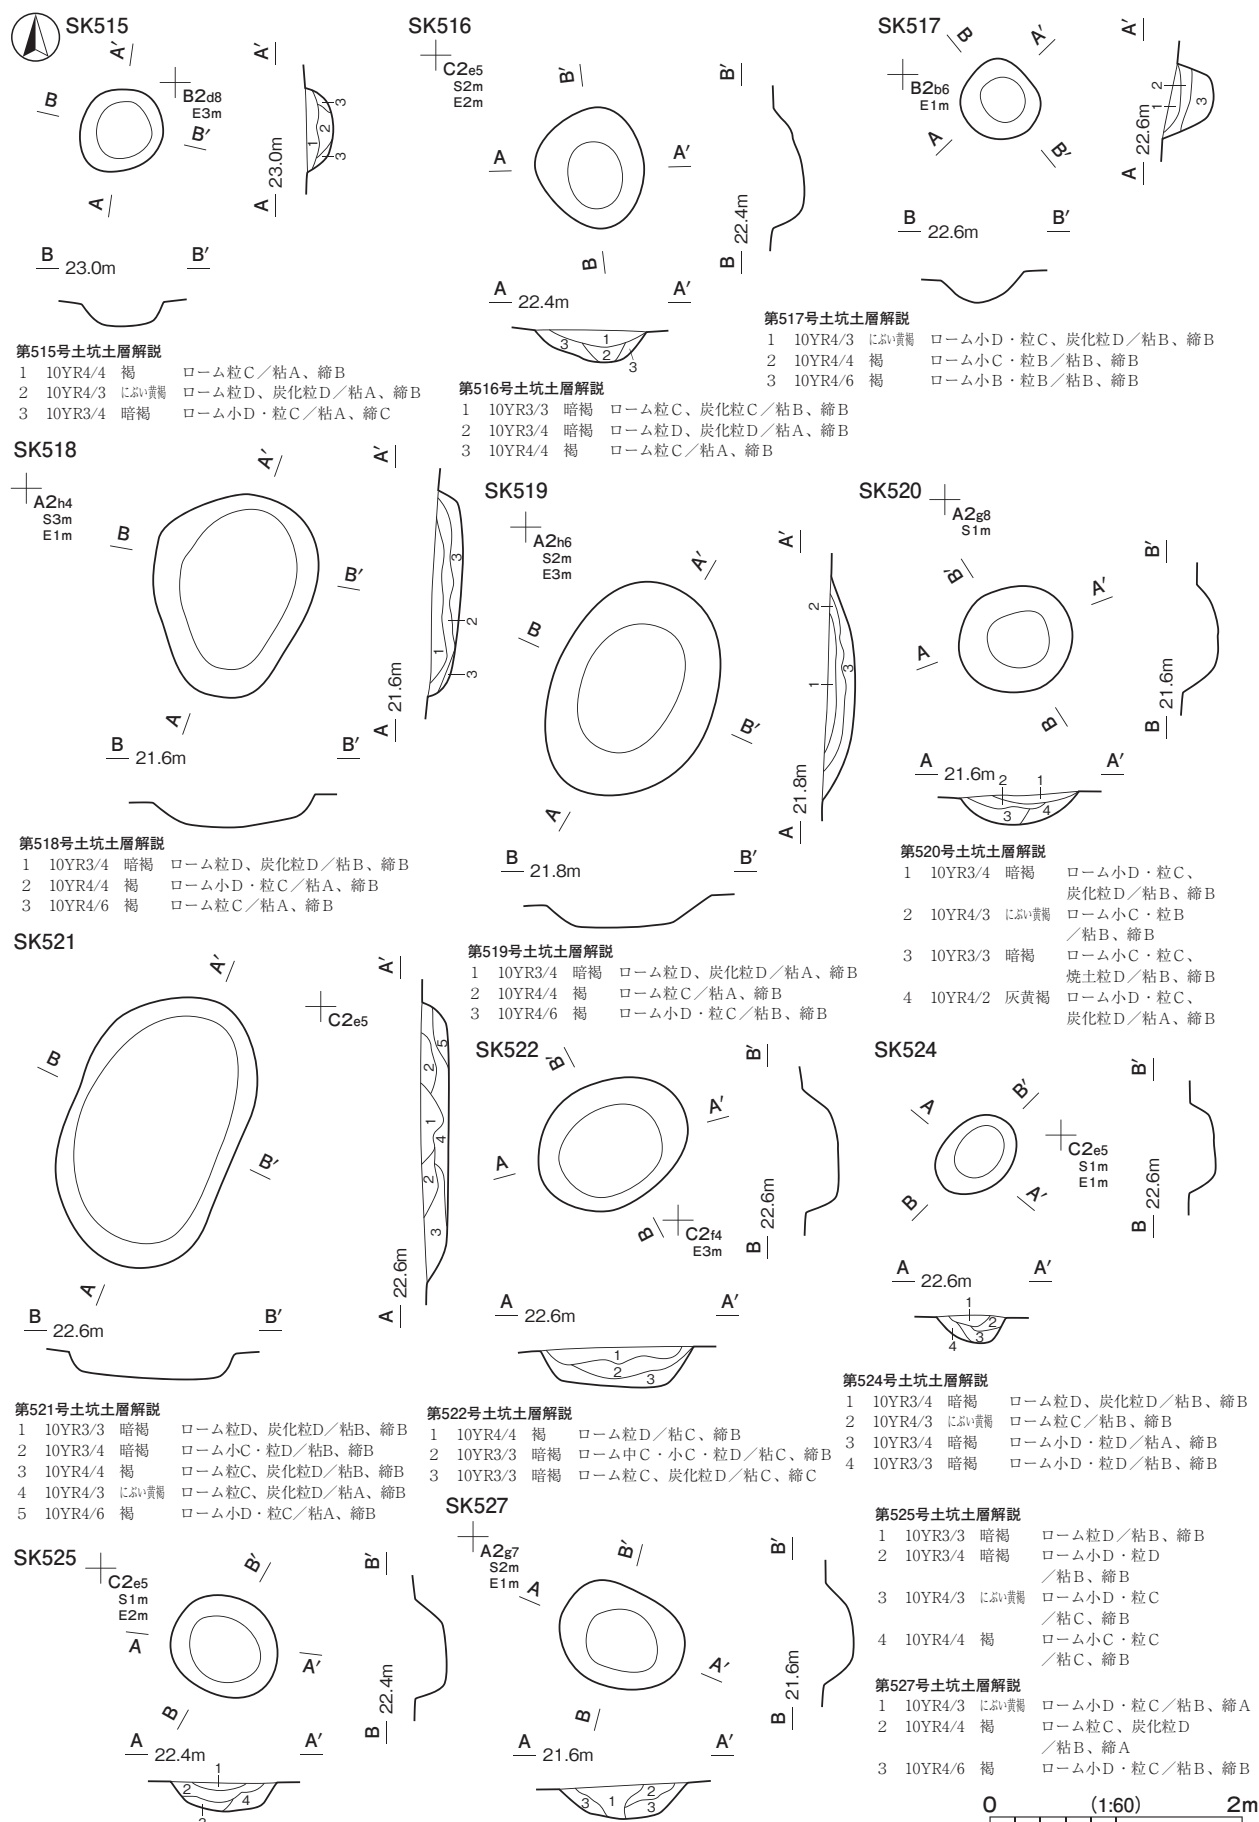 SK515
A′
B2d8
E3m
B
B′
A
A′
3
2
1
3
A 23.0m
B 23.0m B′
第515号土坑土層解説
1 10YR4/4 褐 ローム粒C／粘A、締B
2 10YR4/3 にぶい黄褐 ローム粒D、炭化粒D／粘A、締B
3 10YR3/4 暗褐 ローム小D・粒C／粘A、締C
SK516
C2e5
S2m
E2m
B′
A A′
B
B′
B 22.4m
A 22.4m A′
3 1
2
3
第516号土坑土層解説
1 10YR3/3 暗褐 ローム粒C、炭化粒C／粘B、締B
2 10YR3/4 暗褐 ローム粒D、炭化粒D／粘A、締B
3 10YR4/4 褐 ローム粒C／粘A、締B
SK517
B A′
B2b6
E1m
A B′
A′
2
1 3
A 22.6m
B 22.6m B′
第517号土坑土層解説
1 10YR4/3 にぶい黄褐 ローム小D・粒C、炭化粒D／粘B、締B
2 10YR4/4 褐 ローム小C・粒B／粘B、締B
3 10YR4/6 褐 ローム小B・粒B／粘B、締B
SK518
A2h4
S3m
E1m
A′
B
B′
A
A′
3
2
1
3
A 21.6m
B 21.6m B′
第518号土坑土層解説
1 10YR3/4 暗褐 ローム粒D、炭化粒D／粘B、締B
2 10YR4/4 褐 ローム小D・粒C／粘A、締B
3 10YR4/6 褐 ローム粒C／粘A、締B
SK519
A2h6
S2m
E3m
A′
B
B′
A
A′
2
3
1
A 21.8m
B 21.8m B′
第519号土坑土層解説
1 10YR3/4 暗褐 ローム粒D、炭化粒D／粘A、締B
2 10YR4/4 褐 ローム粒C／粘A、締B
3 10YR4/6 褐 ローム小D・粒C／粘B、締B
SK520
A2g8
S1m
B′
A′
A
B
B′
B 21.6m
A 21.6m A′
2 1
3 4
第520号土坑土層解説
1 10YR3/4 暗褐 ローム小D・粒C、
炭化粒D／粘B、締B
2 10YR4/3 にぶい黄褐 ローム小C・粒B
／粘B、締B
3 10YR3/3 暗褐 ローム小C・粒C、
焼土粒D／粘B、締B
4 10YR4/2 灰黄褐 ローム小D・粒C、
炭化粒D／粘A、締B
SK521
A′
C2e5
B
B′
A
A′
5
2
1
4
2
3
A 22.6m
B 22.6m B′
第521号土坑土層解説
1 10YR3/3 暗褐 ローム粒D、炭化粒D／粘B、締B
2 10YR3/4 暗褐 ローム小C・粒D／粘B、締B
3 10YR4/4 褐 ローム粒C、炭化粒D／粘B、締B
4 10YR4/3 にぶい黄褐 ローム粒C、炭化粒D／粘A、締B
5 10YR4/6 褐 ローム小D・粒C／粘A、締B
SK522
B′
A′
A
B
C2f4
E3m
B′
B 22.6m
A 22.6m A′
1
2
3
第522号土坑土層解説
1 10YR4/4 褐 ローム粒D／粘C、締B
2 10YR3/3 暗褐 ローム中C・小C・粒D／粘C、締B
3 10YR3/3 暗褐 ローム粒C、炭化粒D／粘C、締C
SK524
A B′
C2e5
S1m
E1m
B A′
B′
B 22.6m
A 22.6m A′
1
2
3
4
第524号土坑土層解説
1 10YR3/4 暗褐 ローム粒D、炭化粒D／粘B、締B
2 10YR4/3 にぶい黄褐 ローム粒C／粘B、締B
3 10YR3/4 暗褐 ローム小D・粒D／粘A、締B
4 10YR3/3 暗褐 ローム小D・粒D／粘B、締B
SK525
C2e5
S1m
E2m
B′
A
A′
B
B′
B 22.4m
A 22.4m A′
1
2
4
第525号土坑土層解説
1 10YR3/3 暗褐 ローム粒D／粘B、締B
2 10YR3/4 暗褐 ローム小D・粒D
／粘B、締B
3 10YR4/3 にぶい黄褐 ローム小D・粒C
／粘C、締B
4 10YR4/4 褐 ローム小C・粒C
／粘C、締B
SK527
A2g7
S2m
E1m
B′
A
A′
B
B′
B 21.6m
A 21.6m A′
3 1 2
3
第527号土坑土層解説
1 10YR4/3 にぶい黄褐 ローム小D・粒C／粘B、締A
2 10YR4/4 褐 ローム粒C、炭化粒D
／粘B、締A
3 10YR4/6 褐 ローム小D・粒C／粘B、締B
0 (1:60) 2m